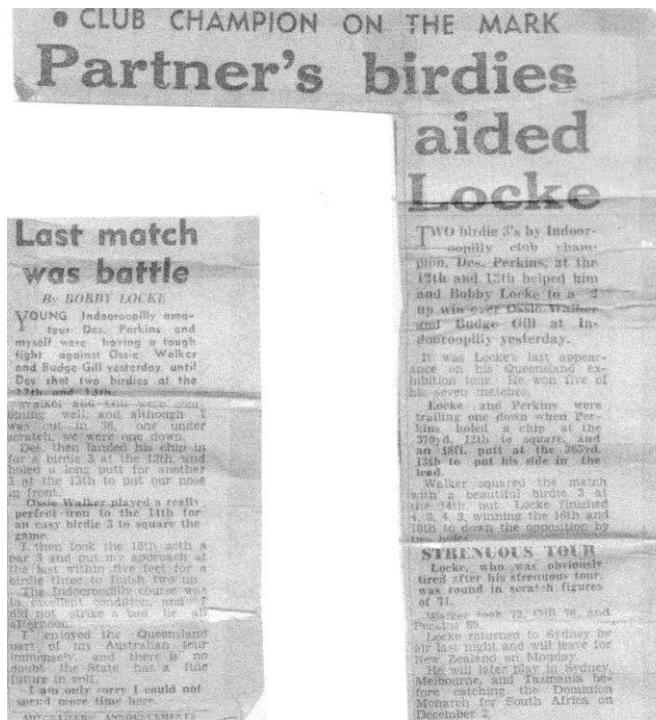 ● CLUB CHAMPION ON THE MARK
Partner's birdies
aided
Locke
Last match
was battle
By BOBBY LOCKE
YOUNG Indooroopilly ama-
teur Des. Perkins and
myself were having a tough
fight against Ossie Walker
and Budge Gill yesterday, until
Des shot two birdies at the
12th and 13th.
Walker and Gill were com-
bining well, and although I
was out in 36, one under
scratch, we were one down.
Des. then landed his chip in
for a birdie 3 at the 12th, and
holed a long putt for another
3 at the 13th to put our nose
in front.
Ossie Walker played a really
perfect iron to the 14th for
an easy birdie 3 to square the
game.
I then took the 16th with a
par 3 and put my approach at
the last within five feet for a
birdie three to finish two up.
The Indooroopilly course was
in excellent condition, and I
did not strike a bad lie all
afternoon.
I enjoyed the Queensland
part of my Australian tour
immensely, and there is no
doubt the State has a fine
future in golf.
I am only sorry I could not
spend more time here.
ADVERTISERS' ANNOUNCEMENTS
TWO birdie 3's by Indoor-
oopilly club cham-
pion, Des. Perkins, at the
12th and 13th helped him
and Bobby Locke to a 2
up win over Ossie Walker
and Budge Gill at In-
dooroopilly yesterday.
It was Locke's last appear-
ance on his Queensland ex-
hibition tour. He won five of
his seven matches.
Locke and Perkins were
trailing one down when Per-
kins holed a chip at the
379yd. 12th to square, and
an 18ft. putt at the 365yd.
13th to put his side in the
lead.
Walker squared the match
with a beautiful birdie 3 at
the 14th, but Locke finished
4, 3, 4, 3, winning the 16th and
18th to down the opposition by
two holes.
STRENUOUS TOUR
Locke, who was obviously
tired after his strenuous tour,
was round in scratch figures
of 71.
Walker took 72, Gill 76, and
Perkins 80.
Locke returned to Sydney by
air last night and will leave for
New Zealand on Monday.
He will later play in Sydney,
Melbourne, and Tasmania be-
fore catching the Dominion
Monarch for South Africa on
December